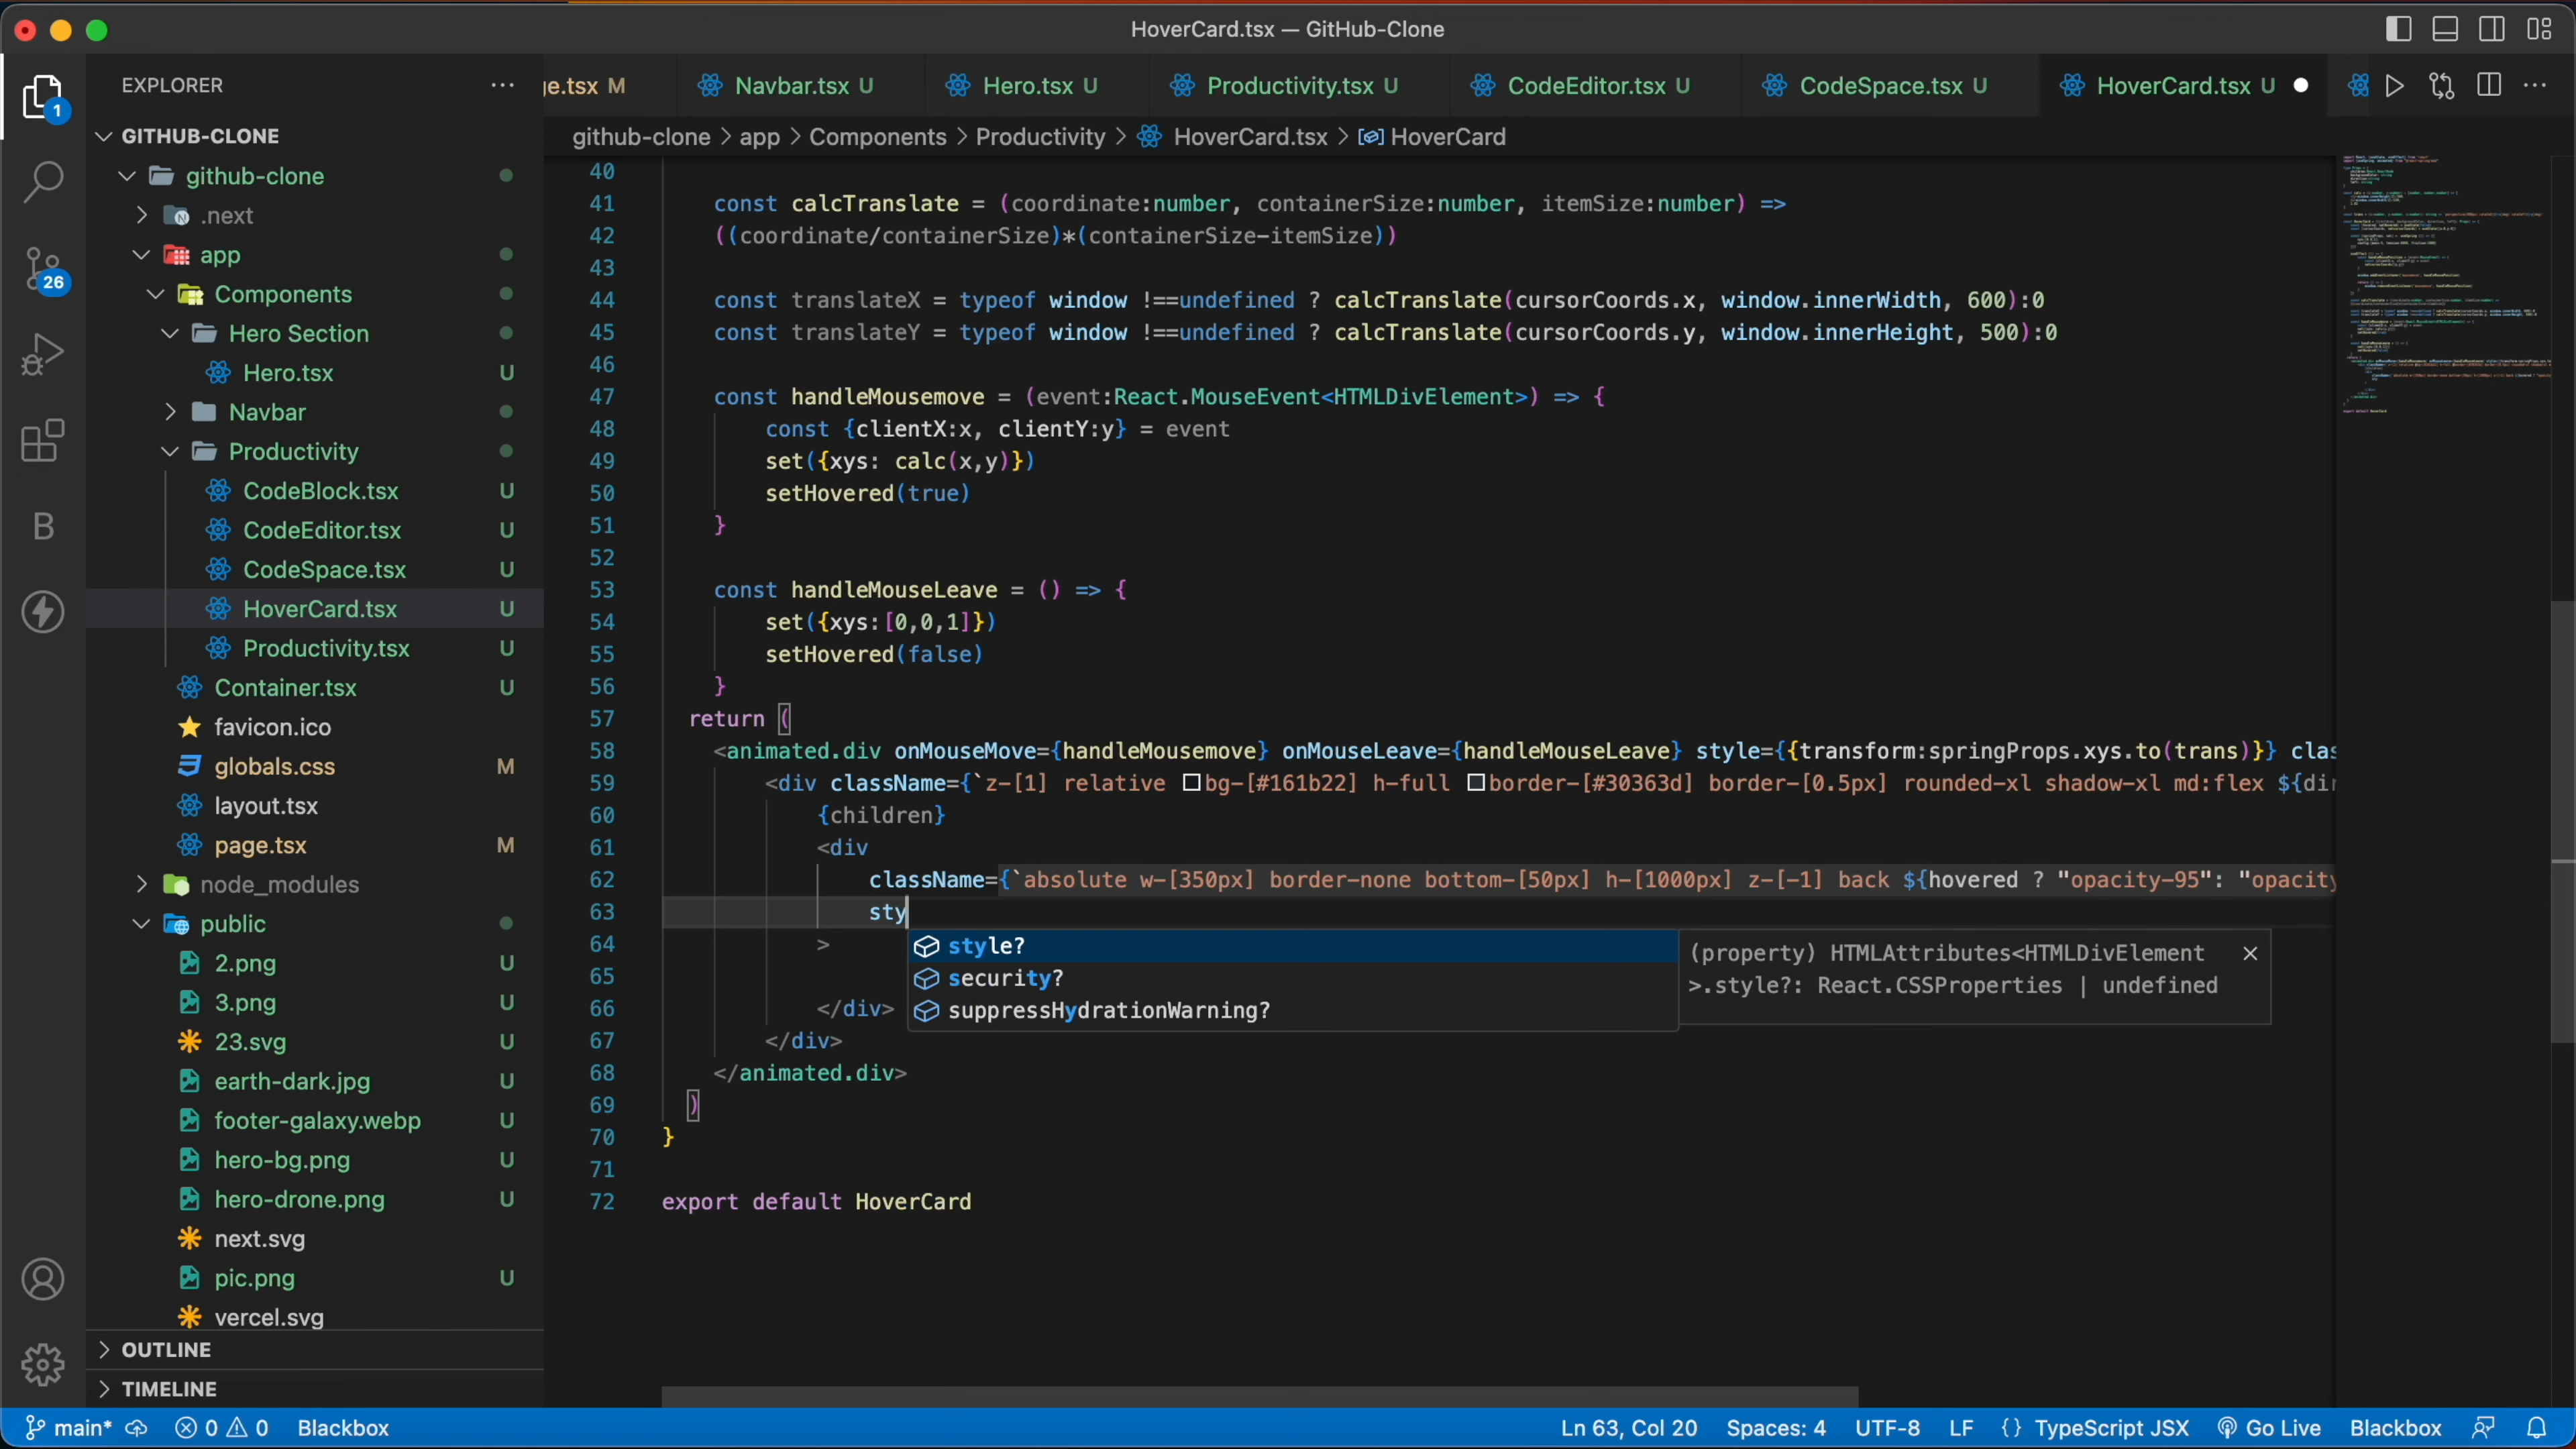 HoverCard.tsx — GitHub-Clone
EXPLORER
GITHUB-CLONE
github-clone
.next
app
Components
Hero Section
Hero.tsx U
Navbar
Productivity
CodeBlock.tsx U
CodeEditor.tsx U
CodeSpace.tsx U
HoverCard.tsx U
Productivity.tsx U
Container.tsx U
favicon.ico
globals.css M
layout.tsx
page.tsx M
node_modules
public
2.png U
3.png U
23.svg U
earth-dark.jpg U
footer-galaxy.webp U
hero-bg.png U
hero-drone.png U
next.svg
pic.png U
vercel.svg
OUTLINE
TIMELINE
1
26
B
ge.tsx M Navbar.tsx U Hero.tsx U Productivity.tsx U CodeEditor.tsx U CodeSpace.tsx U HoverCard.tsx U
github-clone > app > Components > Productivity > HoverCard.tsx > HoverCard
40
41 const calcTranslate = (coordinate:number, containerSize:number, itemSize:number) =>
42 ((coordinate/containerSize)*(containerSize-itemSize))
43
44 const translateX = typeof window !==undefined ? calcTranslate(cursorCoords.x, window.innerWidth, 600):0
45 const translateY = typeof window !==undefined ? calcTranslate(cursorCoords.y, window.innerHeight, 500):0
46
47 const handleMousemove = (event:React.MouseEvent<HTMLDivElement>) => {
48 const {clientX:x, clientY:y} = event
49 set({xys: calc(x,y)})
50 setHovered(true)
51 }
52
53 const handleMouseLeave = () => {
54 set({xys:[0,0,1]})
55 setHovered(false)
56 }
57 return (
58 <animated.div onMouseMove={handleMousemove} onMouseLeave={handleMouseLeave} style={{transform:springProps.xys.to(trans)}} clas
59 <div className={`z-[1] relative bg-[#161b22] h-full border-[#30363d] border-[0.5px] rounded-xl shadow-xl md:flex ${dir
60 {children}
61 <div
62 className={`absolute w-[350px] border-none bottom-[50px] h-[1000px] z-[-1] back ${hovered ? "opacity-95": "opacity
63 sty
64 >
65
66 </div>
67 </div>
68 </animated.div>
69 )
70 }
71
72 export default HoverCard
style?
security?
suppressHydrationWarning?
(property) HTMLAttributes<HTMLDivElement
>.style?: React.CSSProperties | undefined
main* 0 0 Blackbox Ln 63, Col 20 Spaces: 4 UTF-8 LF {} TypeScript JSX Go Live Blackbox